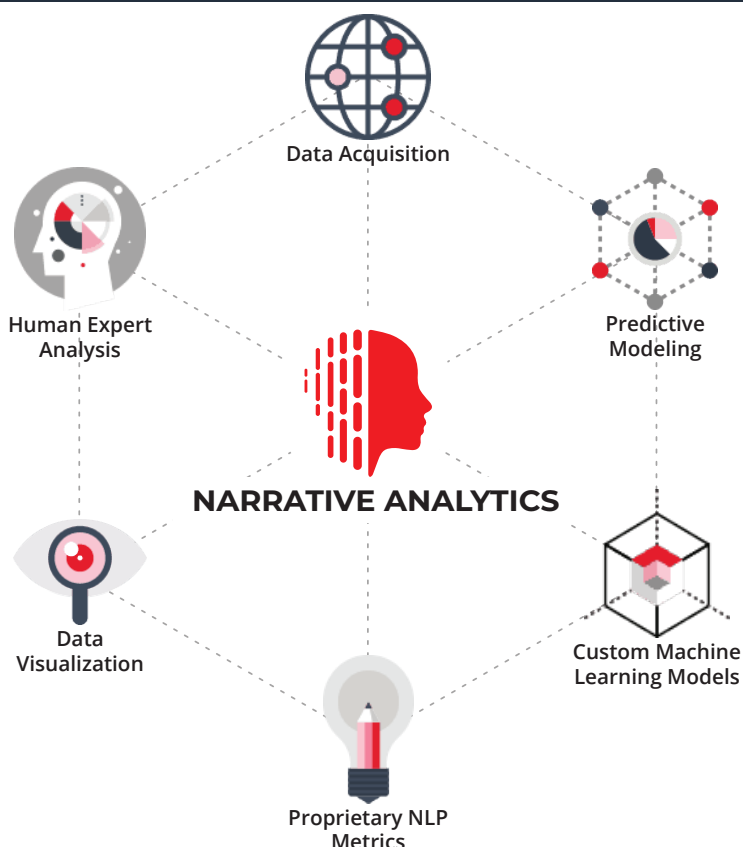 Data Acquisition
Human Expert
Analysis
Predictive
Modeling
NARRATIVE ANALYTICS
Data
Visualization
Custom Machine
Learning Models
Proprietary NLP
Metrics